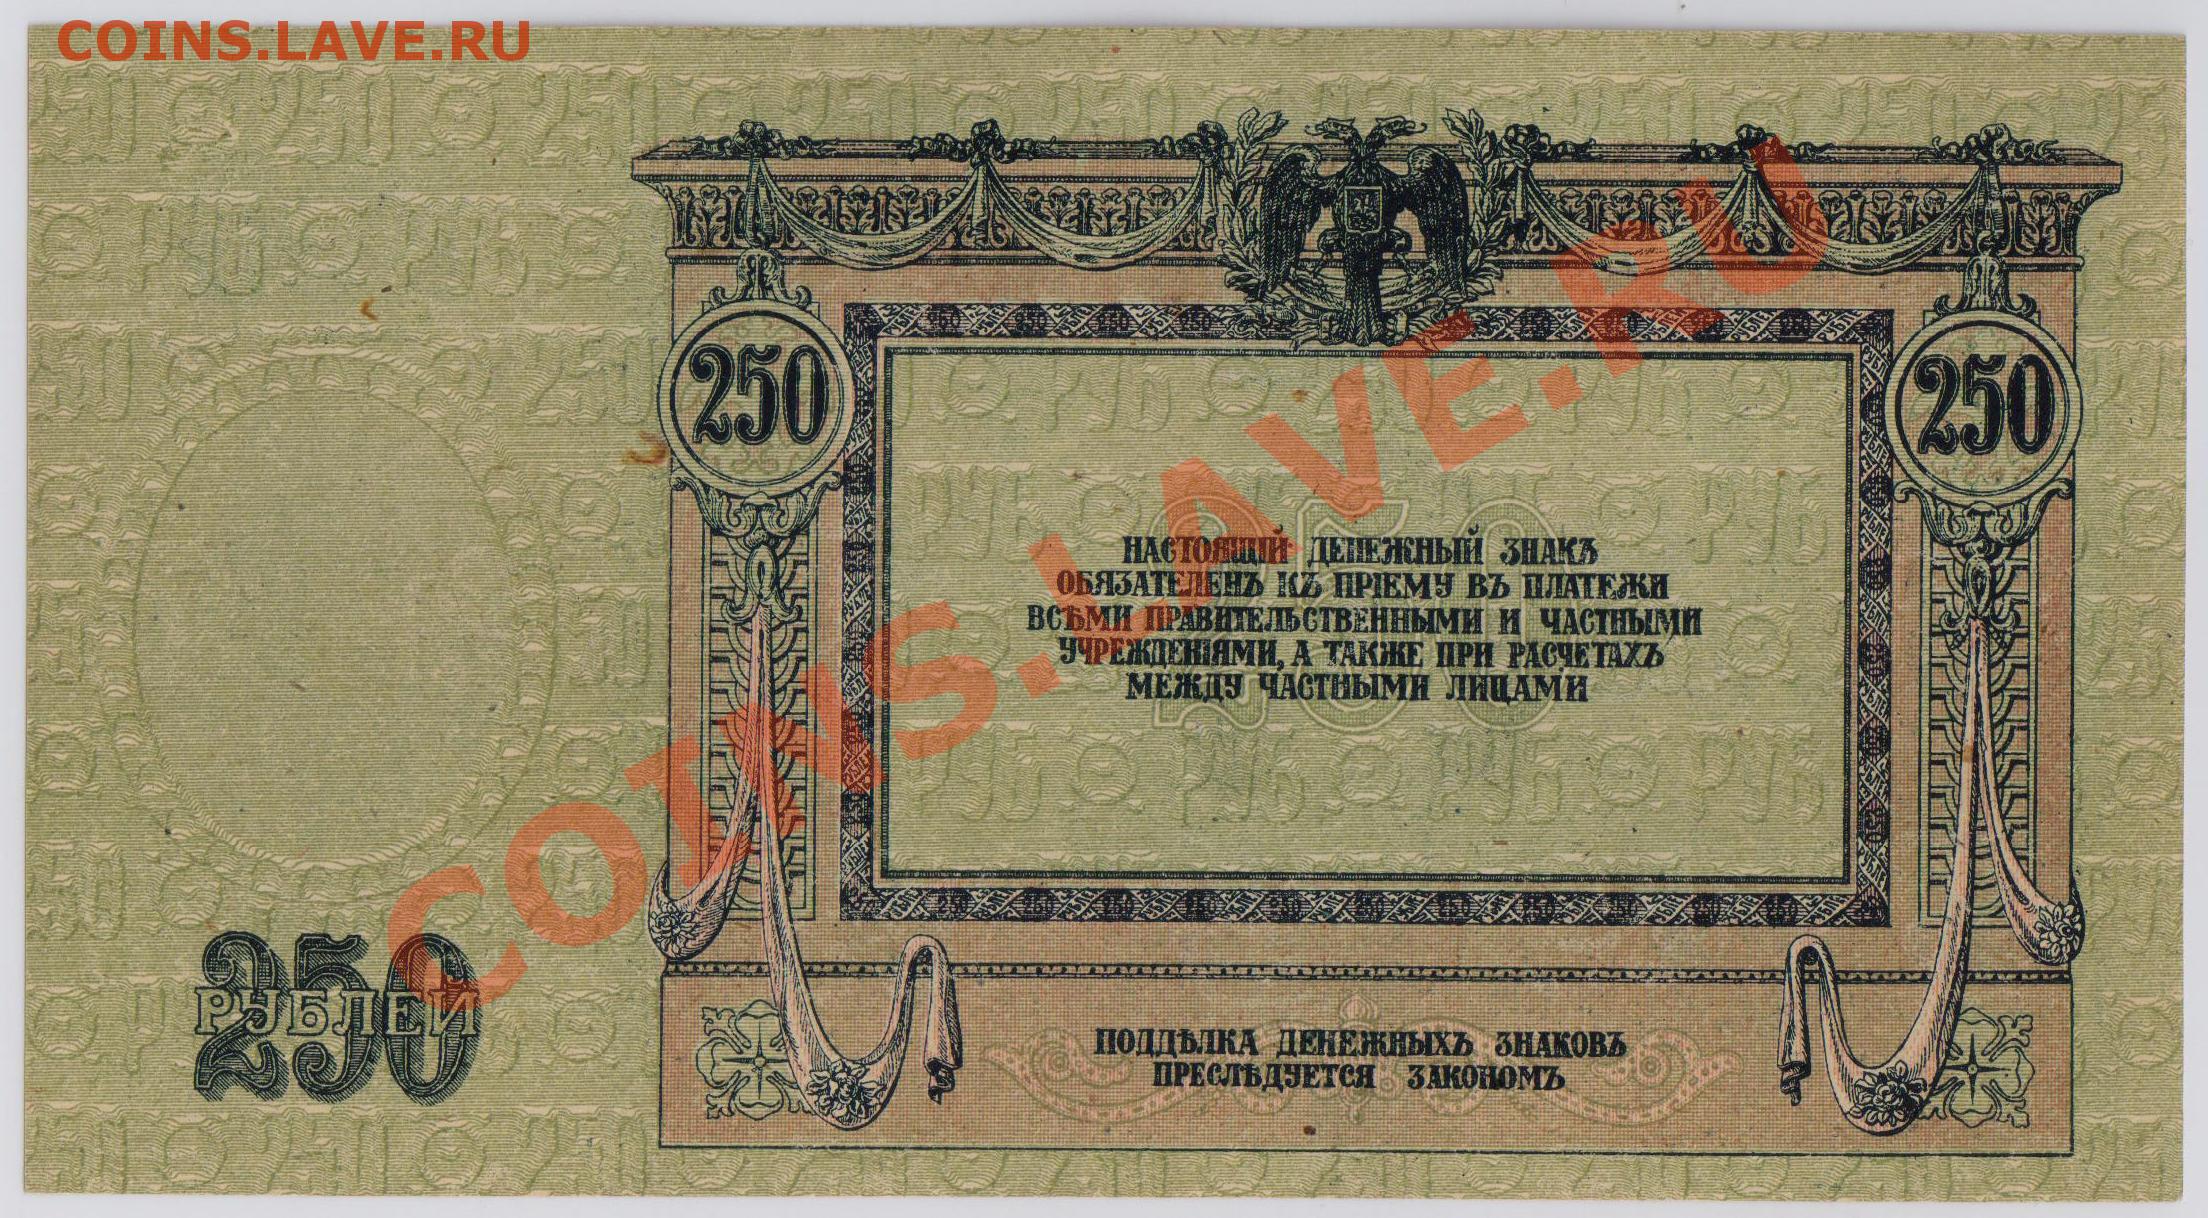 COINS.LAVE.RU
250
250
НАСТОЯЩІЙ ДЕНЕЖНЫЙ ЗНАКЪ
ОБЯЗАТЕЛЕНЪ КЪ ПРІЕМУ ВЪ ПЛАТЕЖИ
ВСѢМИ ПРАВИТЕЛЬСТВЕННЫМИ И ЧАСТНЫМИ
УЧРЕЖДЕНІЯМИ, А ТАКЖЕ ПРИ РАСЧЕТАХЪ
МЕЖДУ ЧАСТНЫМИ ЛИЦАМИ
250
250
РУБЛЕЙ
ПОДДѢЛКА ДЕНЕЖНЫХЪ ЗНАКОВЪ
ПРЕСЛѢДУЕТСЯ ЗАКОНОМЪ
COINS.LAVE.RU